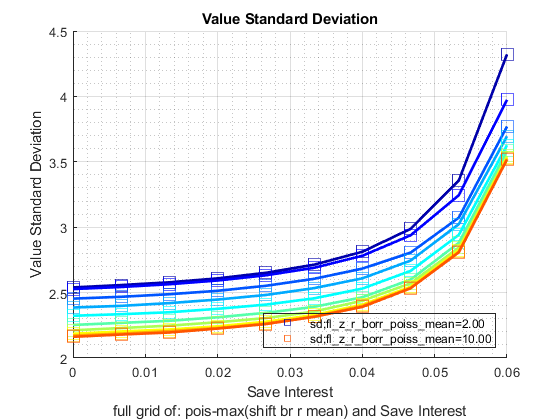 Value Standard Deviation
4.5
4
3.5
3
2.5
2
Value Standard Deviation
sd;fl_z_r_borr_poiss_mean=2.00
sd;fl_z_r_borr_poiss_mean=10.00
0
0.01
0.02
0.03
0.04
0.05
0.06
Save Interest
full grid of: pois-max(shift br r mean) and Save Interest